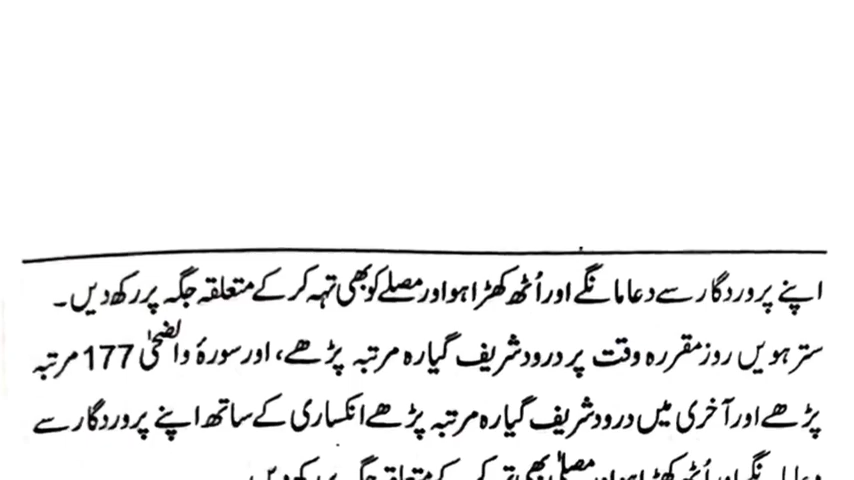 اپنے پروردگار سے دعا مانگے اور اُٹھ کھڑا ہو اور مصلے کو بھی تہہ کر کے متعلقہ جگہ پر رکھ دیں۔
سترہویں روز مقررہ وقت پر درود شریف گیارہ مرتبہ پڑھے، اور سورۂ والضحیٰ 177 مرتبہ
پڑھے اور آخری میں درود شریف گیارہ مرتبہ پڑھے انکساری کے ساتھ اپنے پروردگار سے